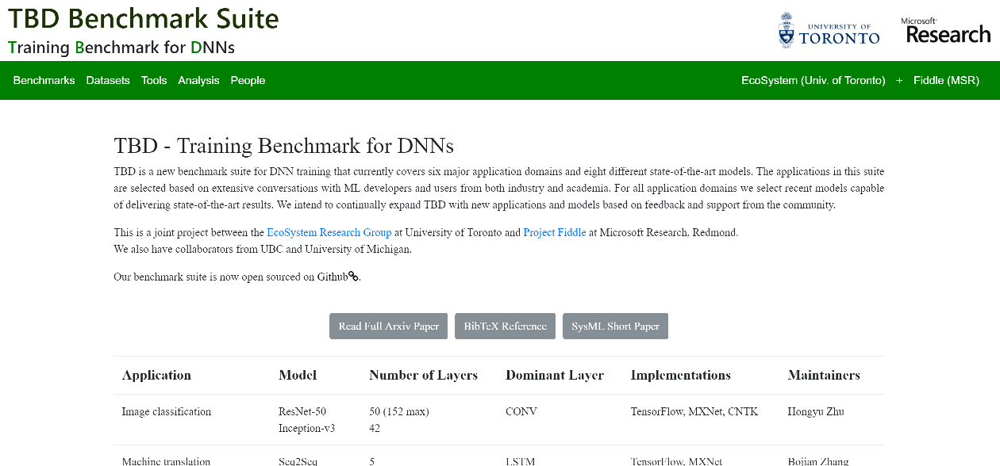 TBD Benchmark Suite
Training Benchmark for DNNs
UNIVERSITY OF
TORONTO
Microsoft
Research
Benchmarks Datasets Tools Analysis People EcoSystem (Univ. of Toronto) + Fiddle (MSR)
TBD - Training Benchmark for DNNs
TBD is a new benchmark suite for DNN training that currently covers six major application domains and eight different state-of-the-art models. The applications in this suite
are selected based on extensive conversations with ML developers and users from both industry and academia. For all application domains we select recent models capable
of delivering state-of-the-art results. We intend to continually expand TBD with new applications and models based on feedback and support from the community.
This is a joint project between the EcoSystem Research Group at University of Toronto and Project Fiddle at Microsoft Research, Redmond.
We also have collaborators from UBC and University of Michigan.
Our benchmark suite is now open sourced on Github.
Read Full Arxiv Paper BibTeX Reference SysML Short Paper
Application Model Number of Layers Dominant Layer Implementations Maintainers
Image classification ResNet-50 50 (152 max) CONV TensorFlow, MXNet, CNTK Hongyu Zhu
Inception-v3 42
Machine translation Seq2Seq 5 LSTM TensorFlow, MXNet Bojian Zhang